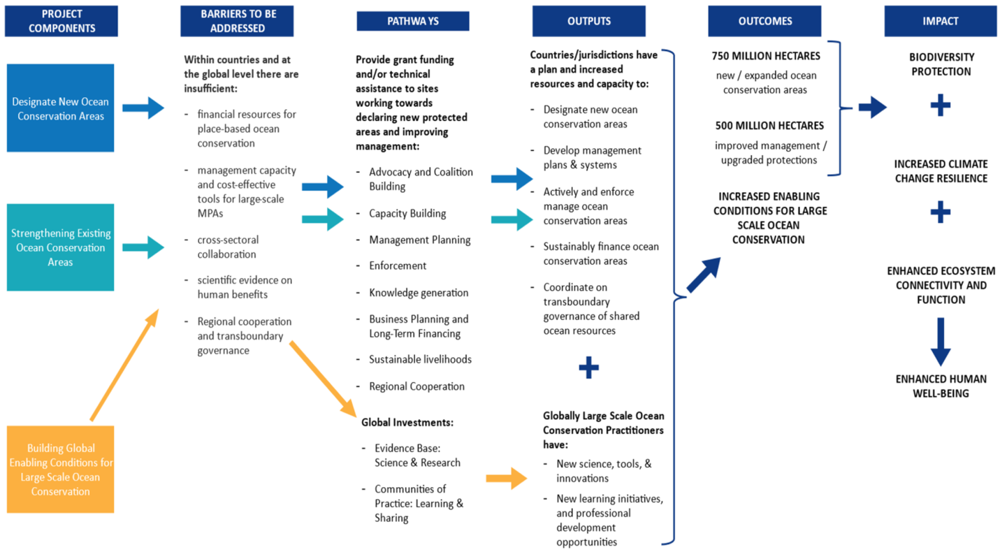 PROJECT
COMPONENTS
BARRIERS TO BE
ADDRESSED
PATHWAYS
OUTPUTS
OUTCOMES
IMPACT
Designate New Ocean
Conservation Areas
Strengthening Existing
Ocean Conservation
Areas
Building Global
Enabling Conditions for
Large Scale Ocean
Conservation
Within countries and at
the global level there are
insufficient:
- financial resources for
place-based ocean
conservation
- management capacity
and cost-effective
tools for large-scale
MPAs
- cross-sectoral
collaboration
- scientific evidence on
human benefits
- Regional cooperation
and transboundary
governance
Provide grant funding
and/or technical
assistance to sites
working towards
declaring new protected
areas and improving
management:
- Advocacy and Coalition
Building
- Capacity Building
- Management Planning
- Enforcement
- Knowledge generation
- Business Planning and
Long-Term Financing
- Sustainable livelihoods
- Regional Cooperation
Global Investments:
- Evidence Base:
Science & Research
- Communities of
Practice: Learning &
Sharing
Countries/jurisdictions have
a plan and increased
resources and capacity to:
- Designate new ocean
conservation areas
- Develop management
plans & systems
- Actively and enforce
manage ocean
conservation areas
- Sustainably finance ocean
conservation areas
- Coordinate on
transboundary
governance of shared
ocean resources
+
Globally Large Scale Ocean
Conservation Practitioners
have:
- New science, tools, &
innovations
- New learning initiatives,
and professional
development
opportunities
750 MILLION HECTARES
new / expanded ocean
conservation areas
500 MILLION HECTARES
improved management /
upgraded protections
INCREASED ENABLING
CONDITIONS FOR LARGE
SCALE OCEAN
CONSERVATION
BIODIVERSITY
PROTECTION
+
INCREASED CLIMATE
CHANGE RESILIENCE
+
ENHANCED ECOSYSTEM
CONNECTIVITY AND
FUNCTION
ENHANCED HUMAN
WELL-BEING